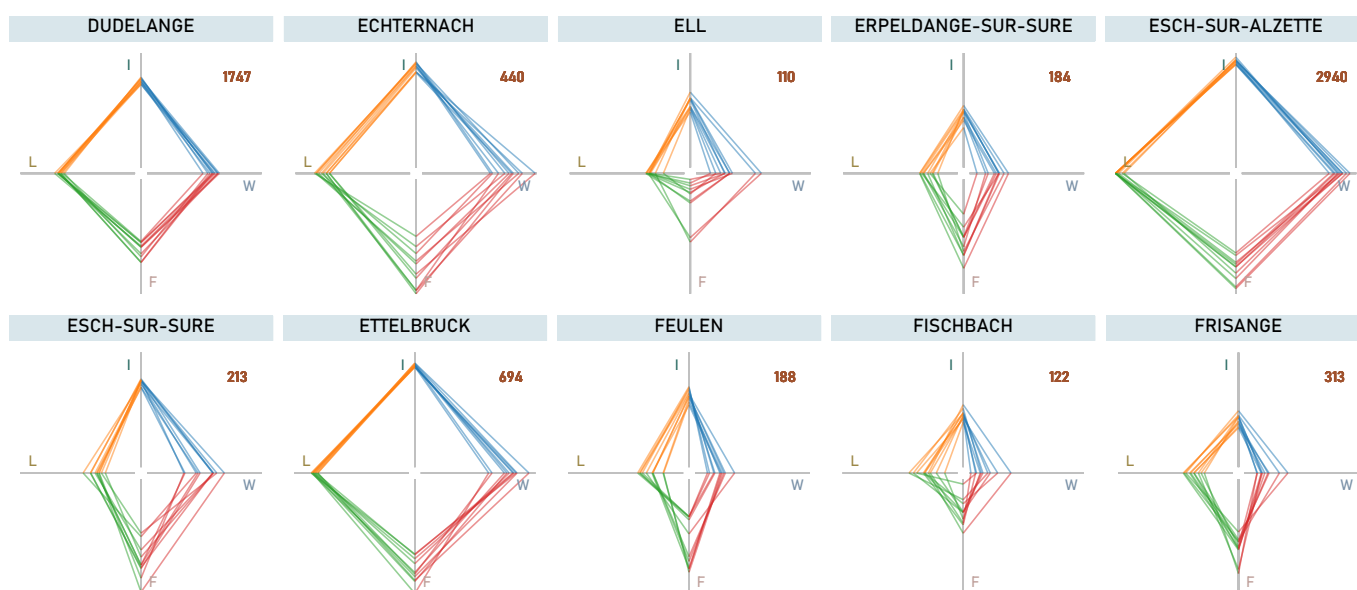 DUDELANGE
ECHTERNACH
ELL
ERPELDANGE-SUR-SURE
ESCH-SUR-ALZETTE
I
1747
L
W
F
I
440
L
W
F
I
110
L
W
F
I
184
L
W
F
I
2940
L
W
F
ESCH-SUR-SURE
ETTELBRUCK
FEULEN
FISCHBACH
FRISANGE
I
213
L
W
F
I
694
L
W
F
I
188
L
W
F
I
122
L
W
F
I
313
L
W
F